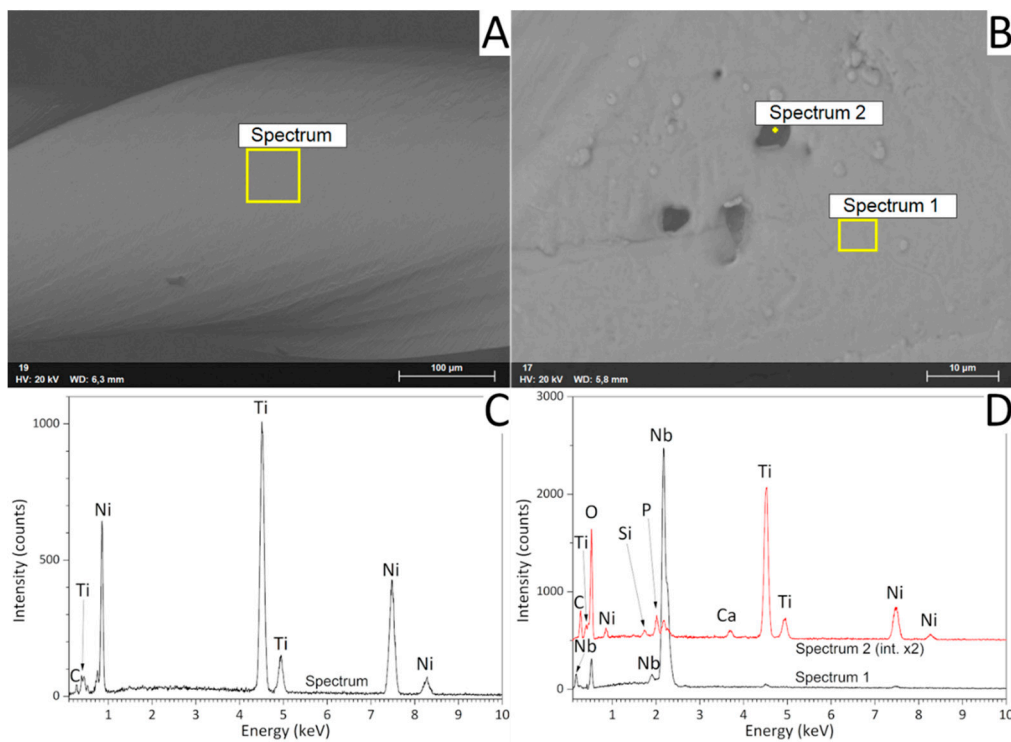 A
Spectrum
19
HV: 20 kV WD: 6,3 mm
100 µm
B
Spectrum 2
Spectrum 1
17
HV: 20 kV WD: 5,8 mm
10 µm
C
Intensity (counts)
1000
500
0
Ti
Ni
Ti
C
Ti
Ni
Ni
Spectrum
1 2 3 4 5 6 7 8 9 10
Energy (keV)
D
Intensity (counts)
3000
2000
1000
0
Nb
Ti
O
P
Si
Ti
C
Ni
Ca
Ti
Ni
Ni
Spectrum 2 (int. x2)
Nb
Nb
Spectrum 1
0 1 2 3 4 5 6 7 8 9 10
Energy (keV)